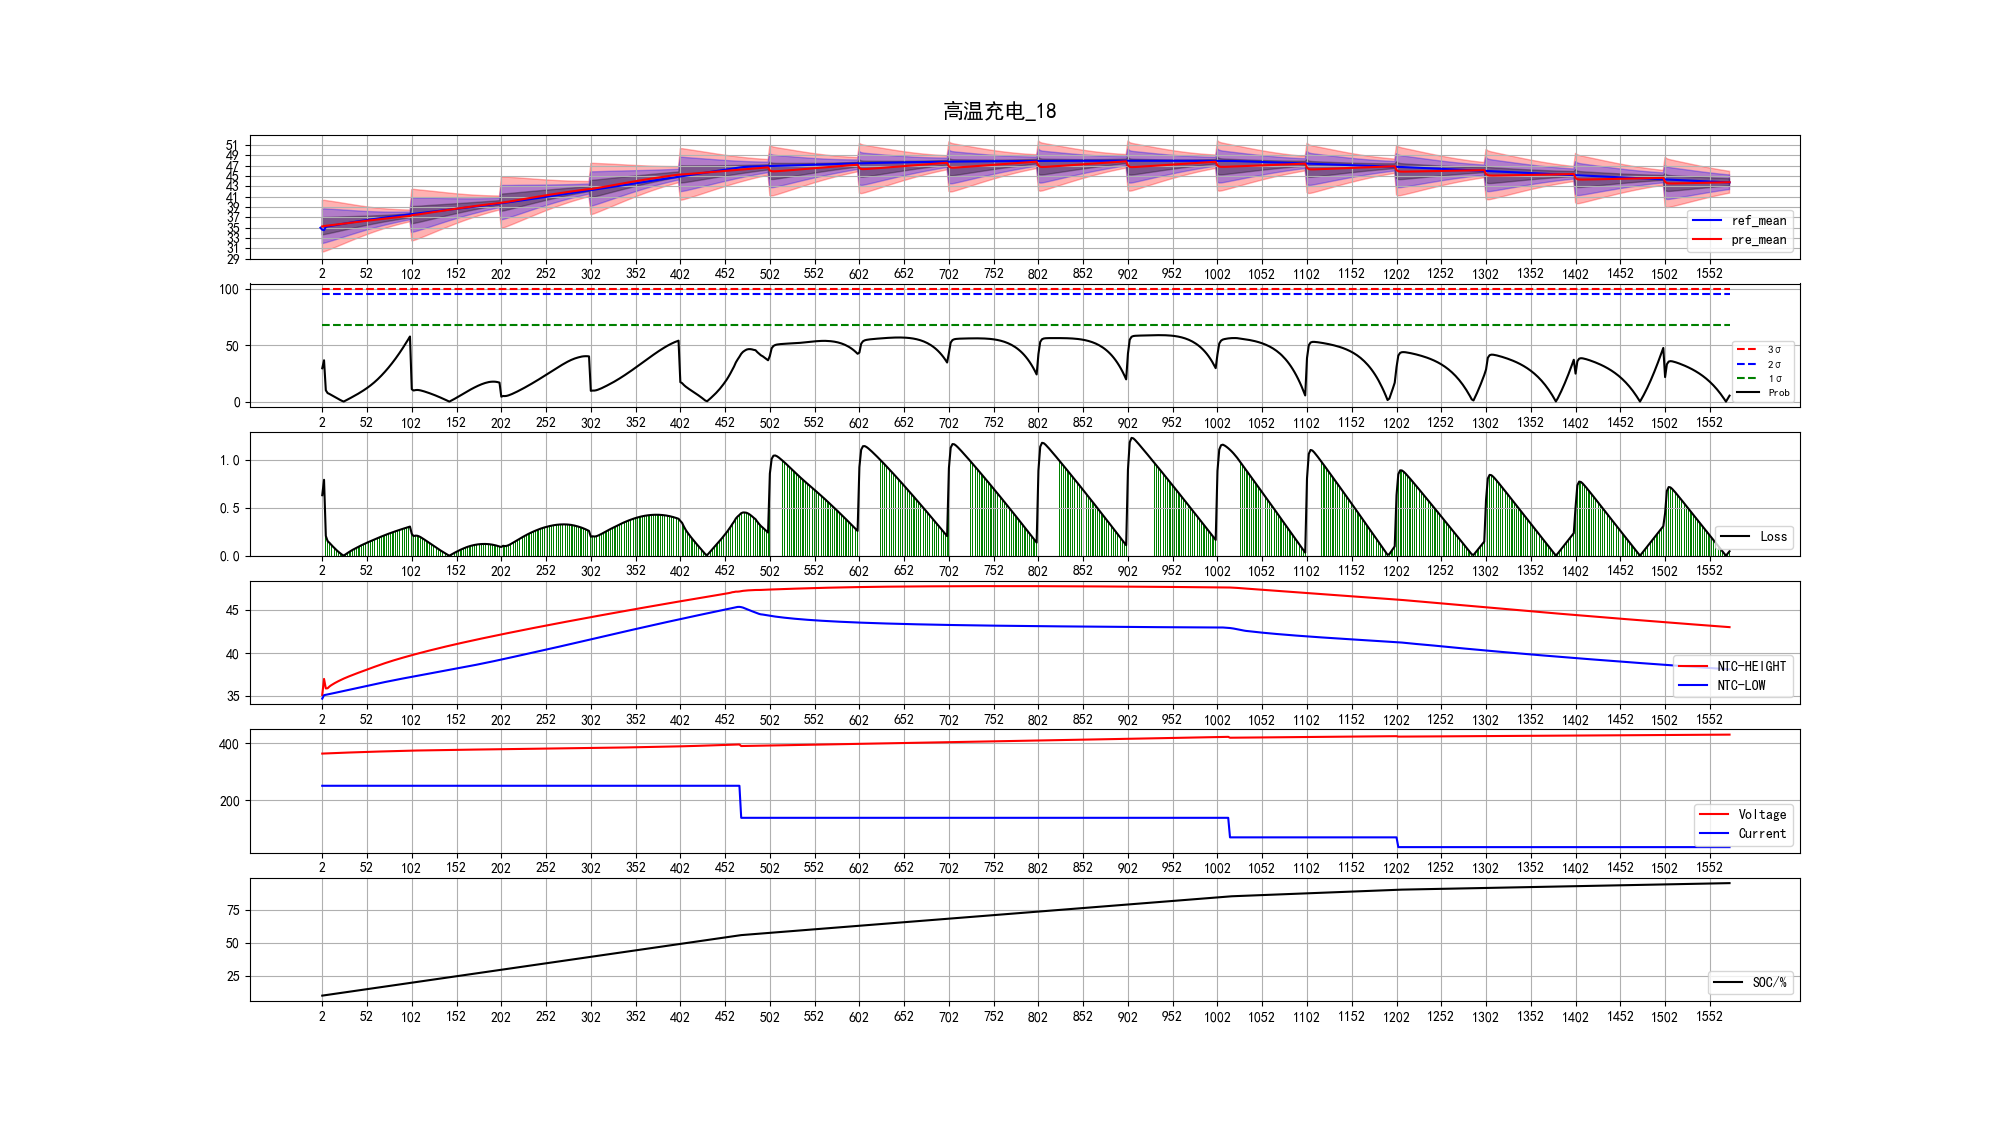 高温充电_18
51
49
47
45
43
41
39
37
35
33
31
29
ref_mean
pre_mean
2 52 102 152 202 252 302 352 402 452 502 552 602 652 702 752 802 852 902 952 1002 1052 1102 1152 1202 1252 1302 1352 1402 1452 1502 1552
100
50
0
3σ
2σ
1σ
Prob
2 52 102 152 202 252 302 352 402 452 502 552 602 652 702 752 802 852 902 952 1002 1052 1102 1152 1202 1252 1302 1352 1402 1452 1502 1552
1.0
0.5
0.0
Loss
2 52 102 152 202 252 302 352 402 452 502 552 602 652 702 752 802 852 902 952 1002 1052 1102 1152 1202 1252 1302 1352 1402 1452 1502 1552
45
40
35
NTC-HEIGHT
NTC-LOW
2 52 102 152 202 252 302 352 402 452 502 552 602 652 702 752 802 852 902 952 1002 1052 1102 1152 1202 1252 1302 1352 1402 1452 1502 1552
400
200
Voltage
Current
2 52 102 152 202 252 302 352 402 452 502 552 602 652 702 752 802 852 902 952 1002 1052 1102 1152 1202 1252 1302 1352 1402 1452 1502 1552
75
50
25
SOC/%
2 52 102 152 202 252 302 352 402 452 502 552 602 652 702 752 802 852 902 952 1002 1052 1102 1152 1202 1252 1302 1352 1402 1452 1502 1552